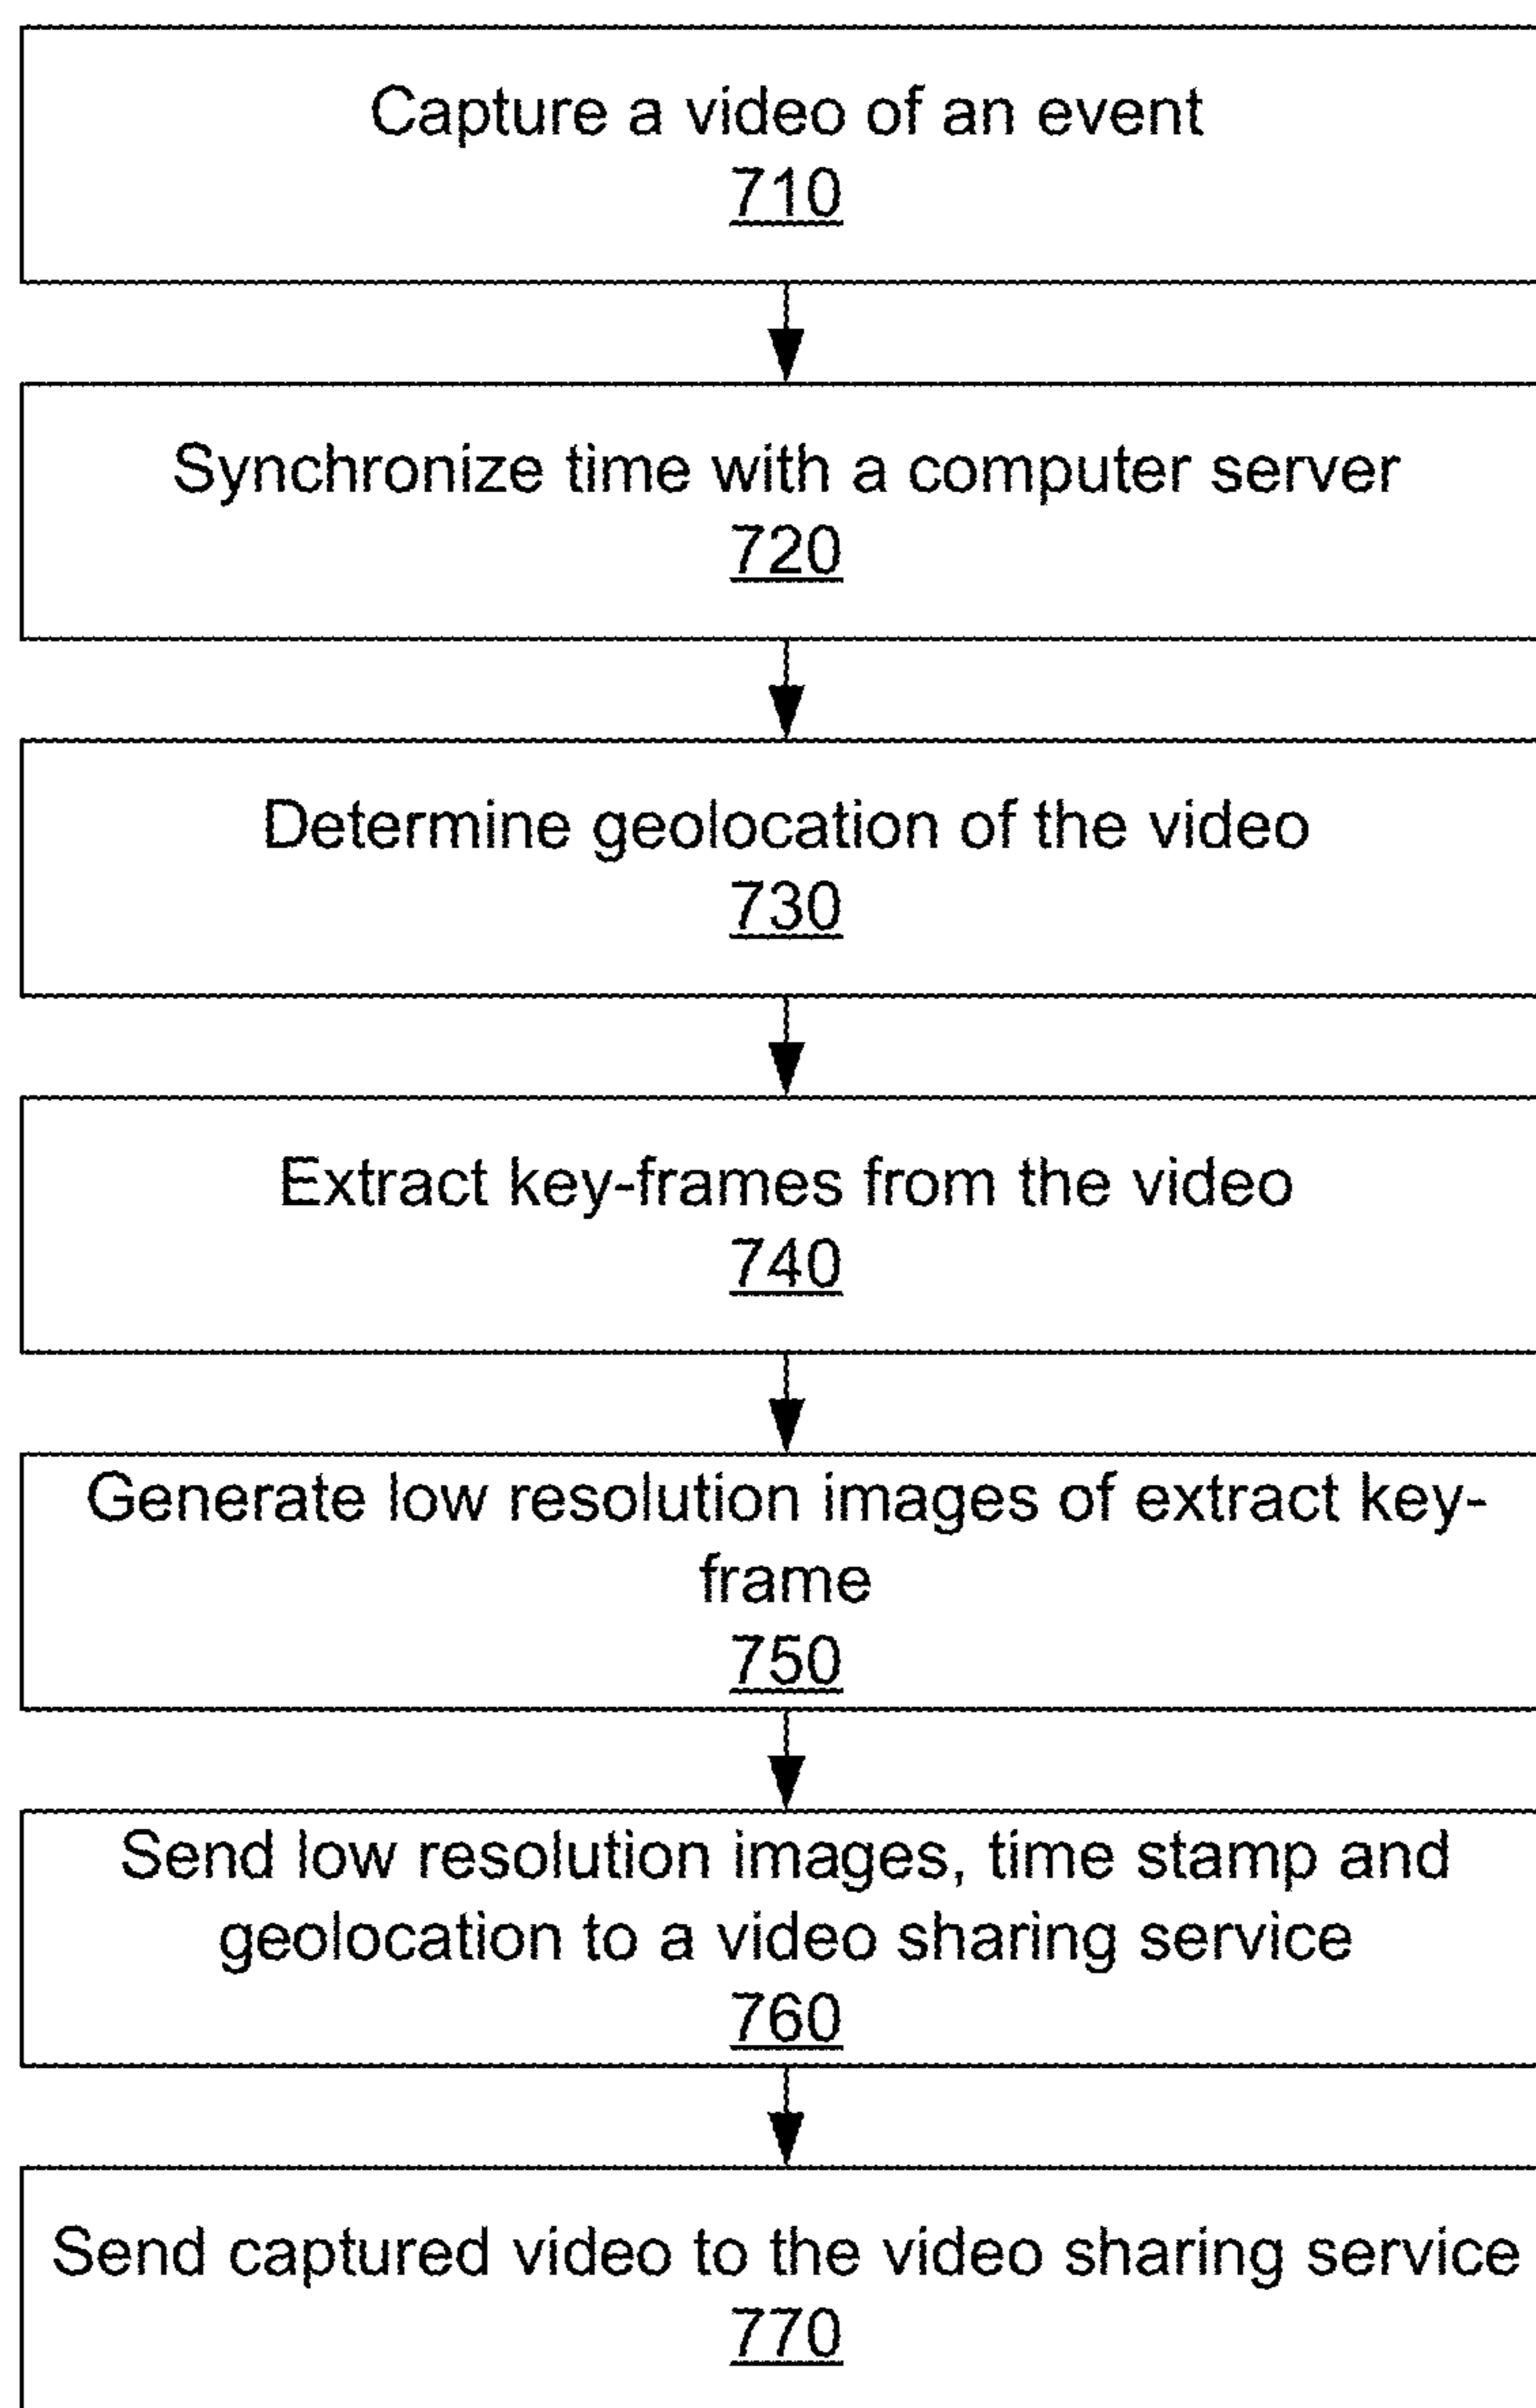 Capture a video of an event
710
Synchronize time with a computer server
720
Determine geolocation of the video
730
Extract key-frames from the video
740
Generate low resolution images of extract key-
frame
750
Send low resolution images, time stamp and
geolocation to a video sharing service
760
Send captured video to the video sharing service
770